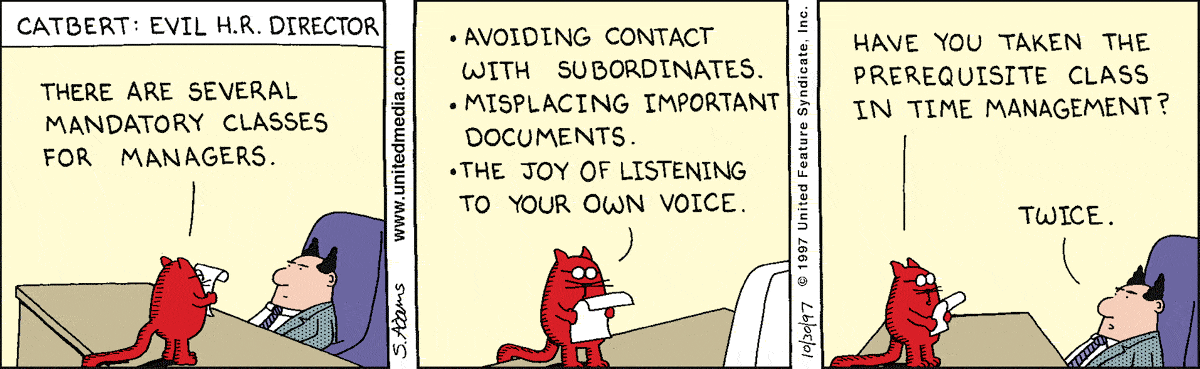 CATBERT: EVIL H.R. DIRECTOR
THERE ARE SEVERAL
MANDATORY CLASSES
FOR MANAGERS.
S. Adams
www.unitedmedia.com
• AVOIDING CONTACT
WITH SUBORDINATES.
• MISPLACING IMPORTANT
DOCUMENTS.
• THE JOY OF LISTENING
TO YOUR OWN VOICE.
10/30/97
© 1997 United Feature Syndicate, Inc.
HAVE YOU TAKEN THE
PREREQUISITE CLASS
IN TIME MANAGEMENT?
TWICE.